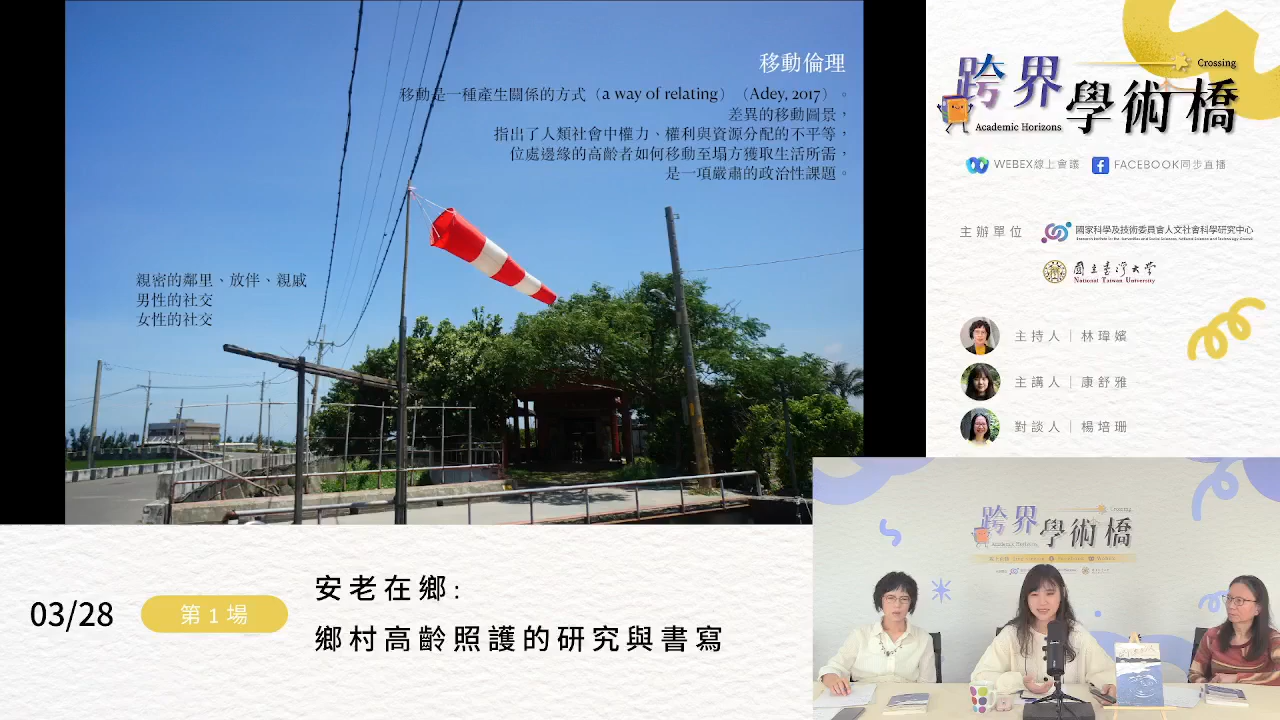 移動倫理
移動是一種產生關係的方式（a way of relating）（Adey, 2017）。
差異的移動圖景，
指出了人類社會中權力、權利與資源分配的不平等，
位處邊緣的高齡者如何移動至塌方獲取生活所需，
是一項嚴肅的政治性課題。
親密的鄰里、放伴、親戚
男性的社交
女性的社交
跨界學術橋
Crossing
Academic Horizons
WEBEX線上會議
FACEBOOK同步直播
主辦單位
國家科學及技術委員會人文社會科學研究中心
國立臺灣大學
National Taiwan University
主持人｜林瑋嬪
主講人｜康舒雅
對談人｜楊培珊
03/28
第1場
安老在鄉：
鄉村高齡照護的研究與書寫
跨界學術橋
Crossing
Academic Horizons